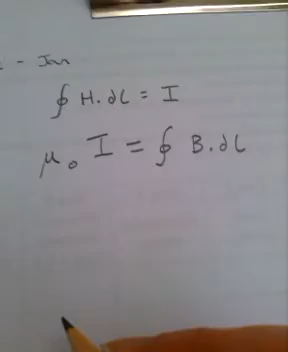 ∮ H.∂L = I
μ₀ I = ∮ B.∂L